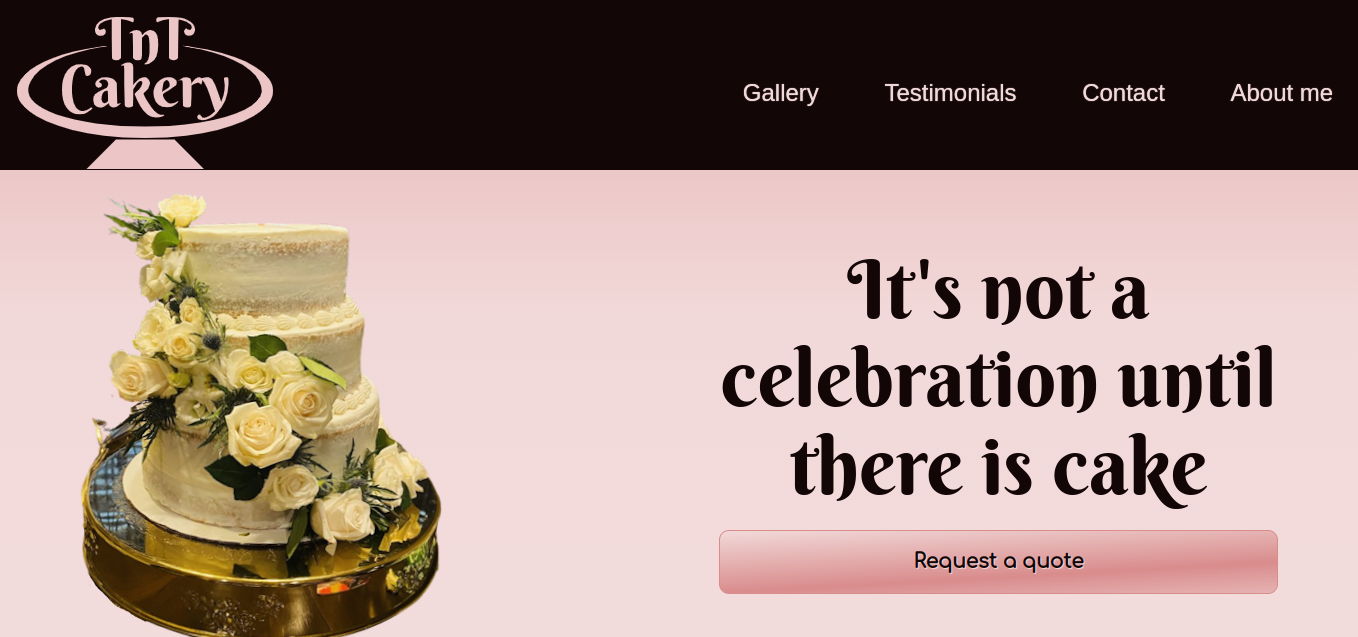 TnT
Cakery
Gallery Testimonials Contact About me
It's not a
celebration until
there is cake
Request a quote